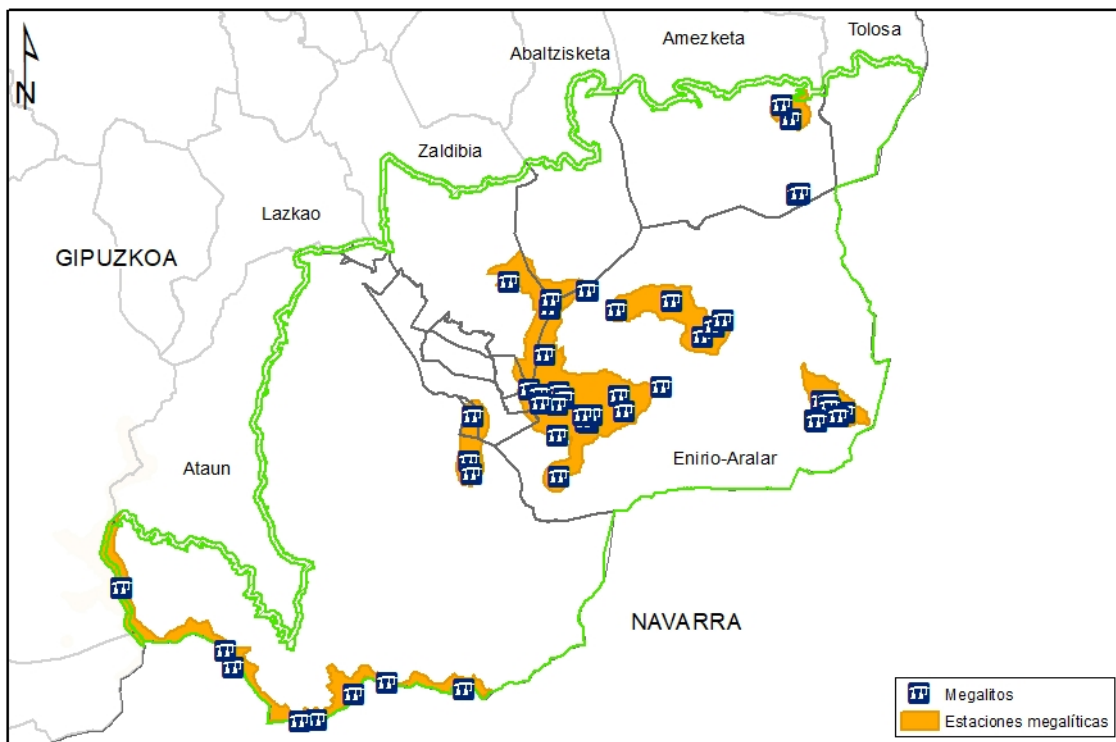 Tolosa
Amezketa
Abaltzisketa
N
Zaldibia
Lazkao
GIPUZKOA
Ataun
Enirio-Aralar
NAVARRA
Megalitos
Estaciones megalíticas